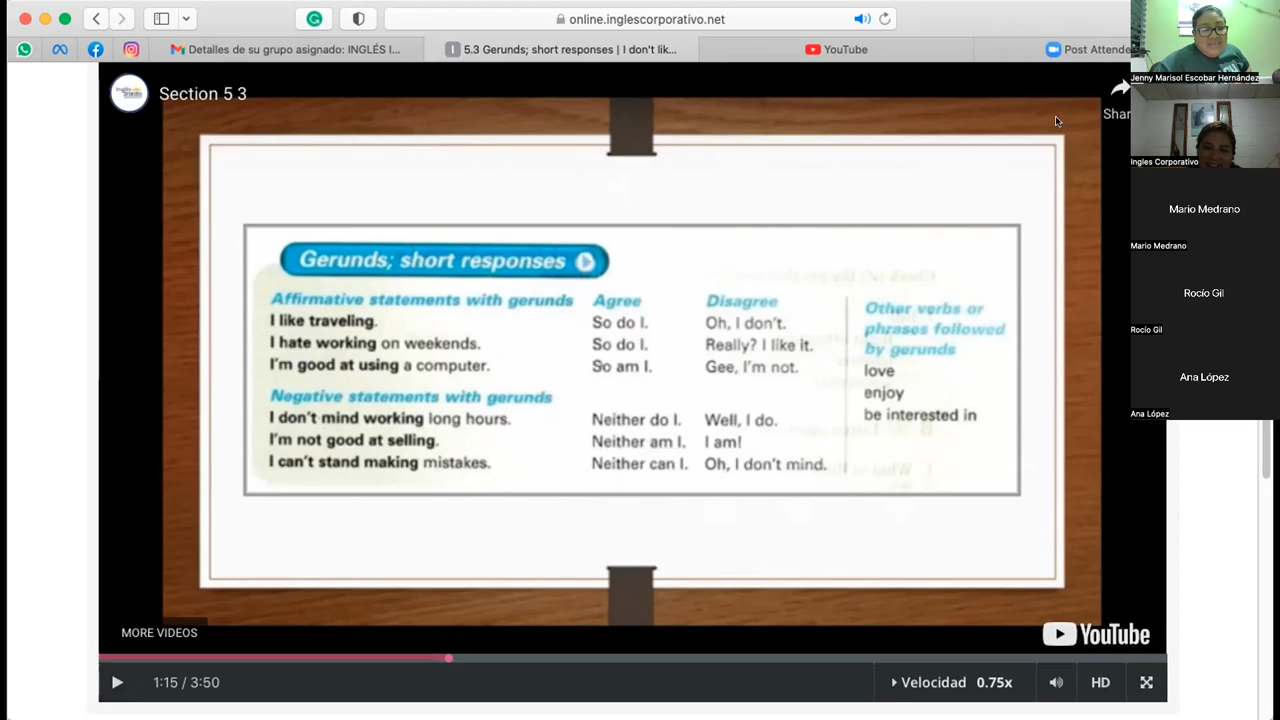 online.inglescorporativo.net
Detalles de su grupo asignado: INGLÉS I...
5.3 Gerunds; short responses | I don't lik...
YouTube
Post Attende
Section 5 3
Shar
Gerunds; short responses
Affirmative statements with gerunds Agree Disagree
I like traveling. So do I. Oh, I don't.
I hate working on weekends. So do I. Really? I like it.
I'm good at using a computer. So am I. Gee, I'm not.
Negative statements with gerunds
I don't mind working long hours. Neither do I. Well, I do.
I'm not good at selling. Neither am I. I am!
I can't stand making mistakes. Neither can I. Oh, I don't mind.
Other verbs or
phrases followed
by gerunds
love
enjoy
be interested in
MORE VIDEOS
YouTube
1:15 / 3:50
Velocidad 0.75x
HD
Jenny Marisol Escobar Hernández
Ingles Corporativo
Mario Medrano
Mario Medrano
Rocío Gil
Rocío Gil
Ana López
Ana López